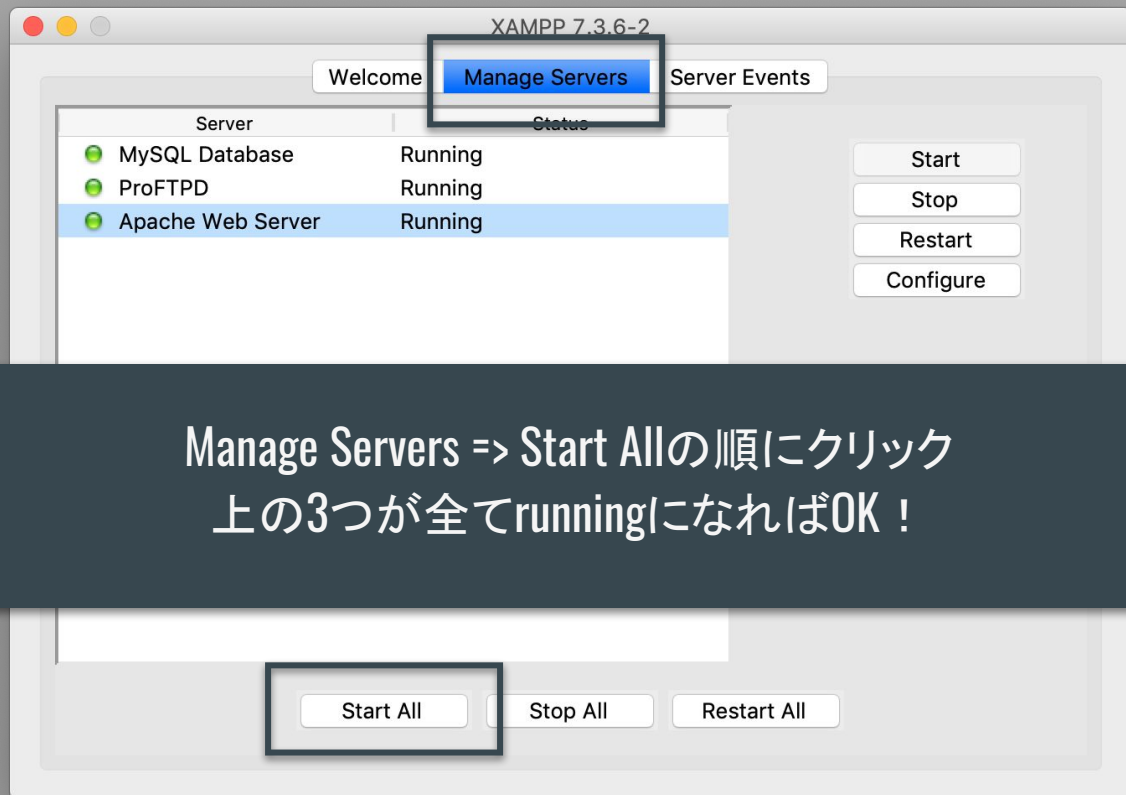 XAMPP 7.3.6-2
Welcome Manage Servers Server Events
Server Status
MySQL Database Running
ProFTPD Running
Apache Web Server Running
Start
Stop
Restart
Configure
Manage Servers => Start Allの順にクリック
上の3つが全てrunningになればOK！
Start All Stop All Restart All